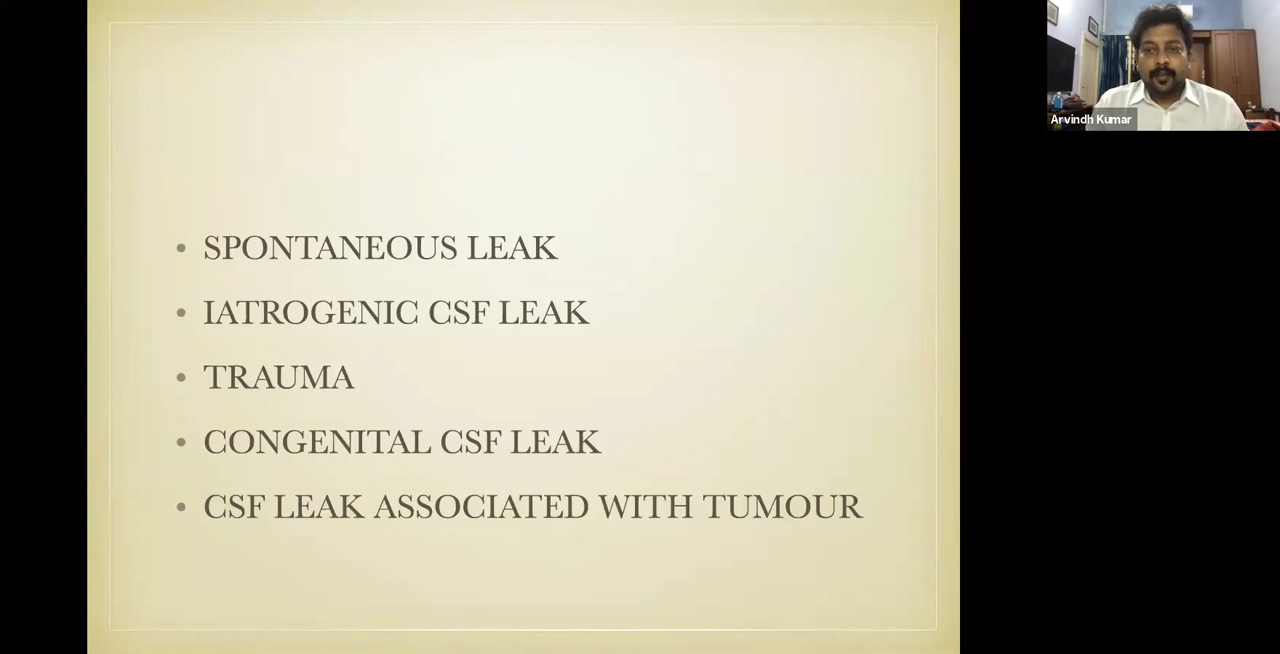 SPONTANEOUS LEAK
IATROGENIC CSF LEAK
TRAUMA
CONGENITAL CSF LEAK
CSF LEAK ASSOCIATED WITH TUMOUR
Arvindh Kumar